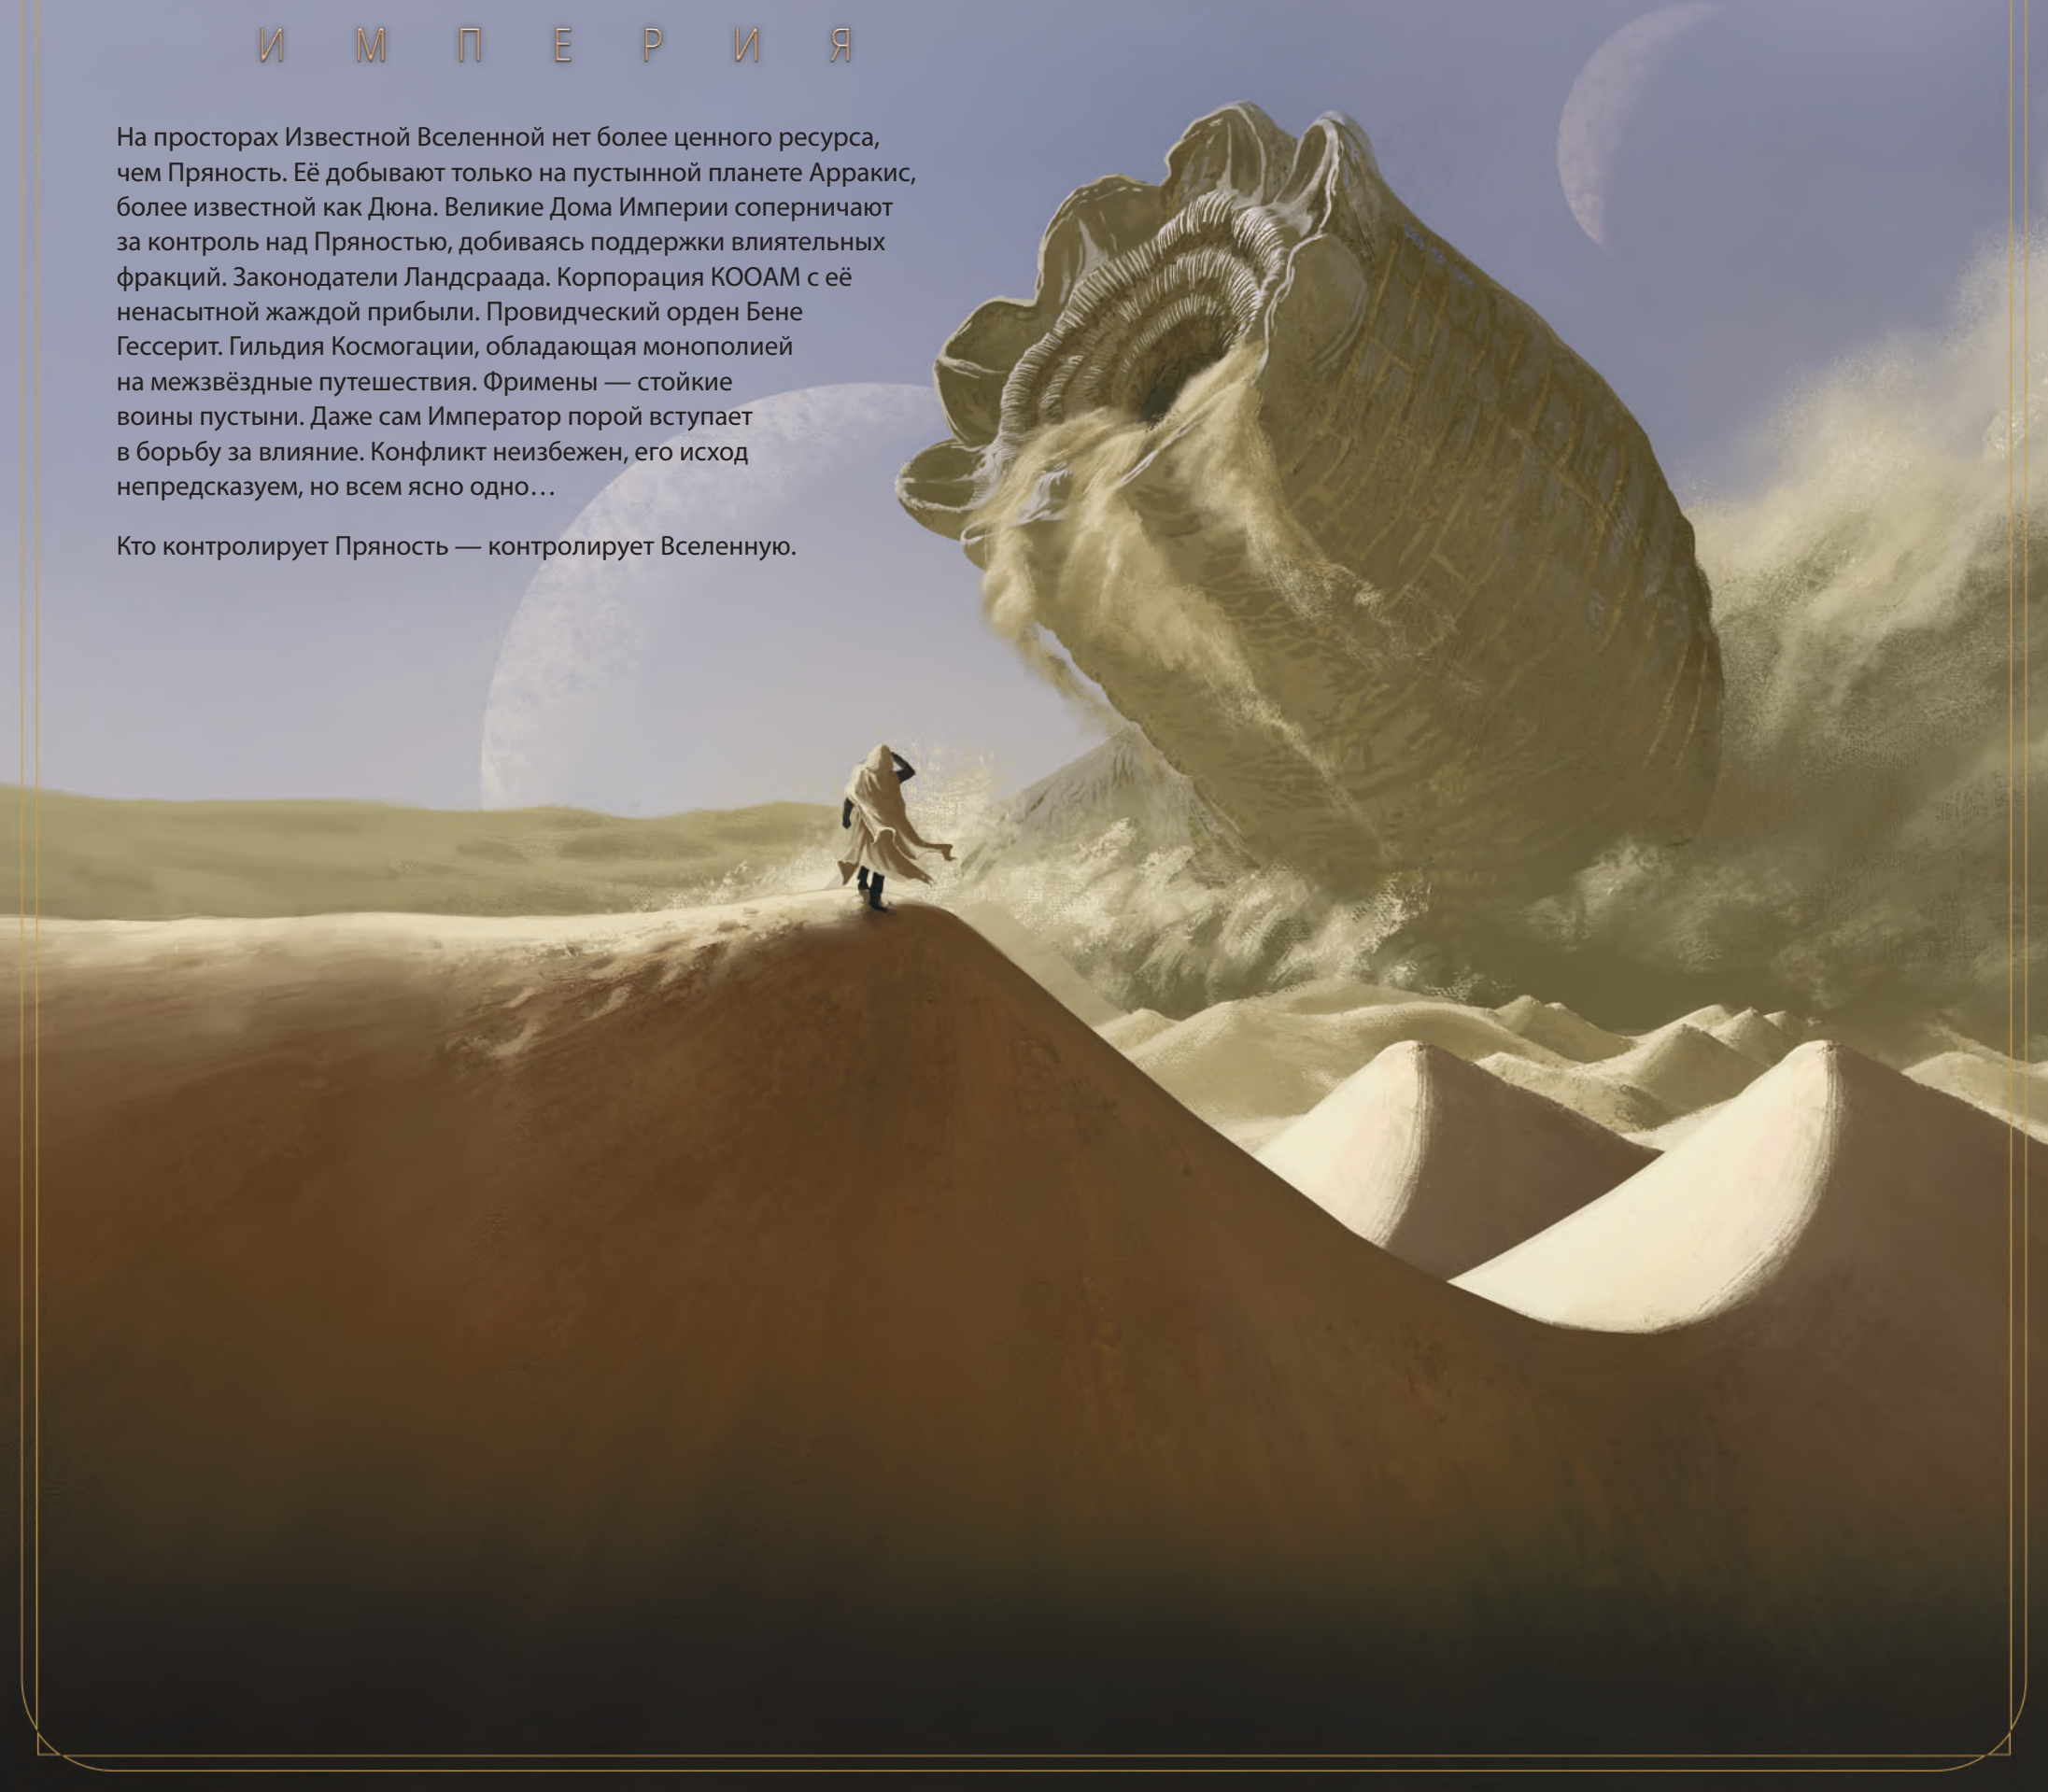 ИМПЕРИЯ
На просторах Известной Вселенной нет более ценного ресурса,
чем Пряность. Её добывают только на пустынной планете Арракис,
более известной как Дюна. Великие Дома Империи соперничают
за контроль над Пряностью, добиваясь поддержки влиятельных
фракций. Законодатели Ландсраада. Корпорация КООАМ с её
ненасытной жаждой прибыли. Провидческий орден Бене
Гессерит. Гильдия Космогации, обладающая монополией
на межзвёздные путешествия. Фримены — стойкие
воины пустыни. Даже сам Император порой вступает
в борьбу за влияние. Конфликт неизбежен, его исход
непредсказуем, но всем ясно одно…
Кто контролирует Пряность — контролирует Вселенную.